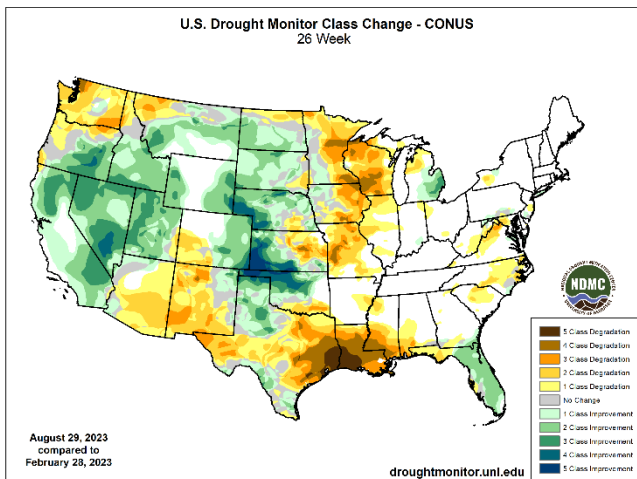 U.S. Drought Monitor Class Change - CONUS
26 Week
NDMC
5 Class Degradation
4 Class Degradation
3 Class Degradation
2 Class Degradation
1 Class Degradation
No Change
1 Class Improvement
2 Class Improvement
3 Class Improvement
4 Class Improvement
5 Class Improvement
August 29, 2023
compared to
February 28, 2023
droughtmonitor.unl.edu